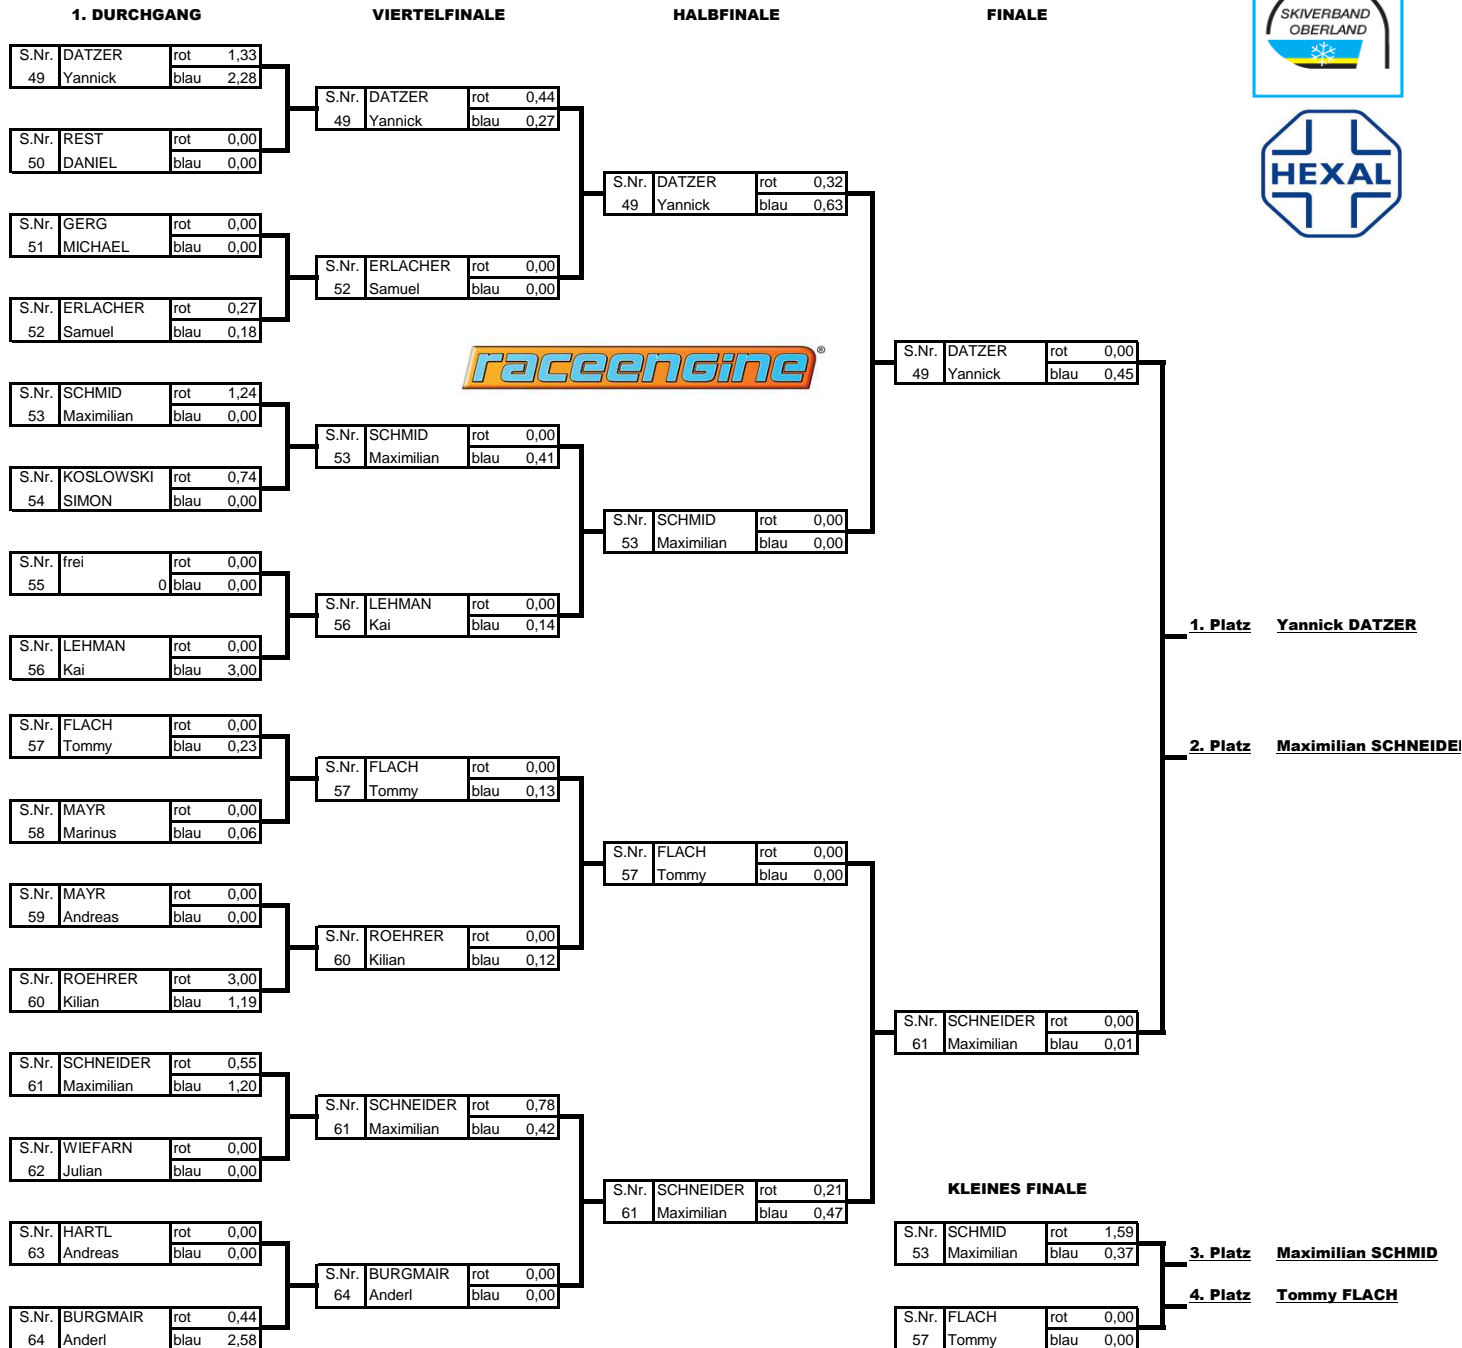 1. DURCHGANG VIERTELFINALE HALBFINALE FINALE
SKIVERBAND
OBERLAND
HEXAL
S.Nr. DATZER rot 1,33
49 Yannick blau 2,28
S.Nr. REST rot 0,00
50 DANIEL blau 0,00
S.Nr. GERG rot 0,00
51 MICHAEL blau 0,00
S.Nr. ERLACHER rot 0,27
52 Samuel blau 0,18
S.Nr. SCHMID rot 1,24
53 Maximilian blau 0,00
S.Nr. KOSLOWSKI rot 0,74
54 SIMON blau 0,00
S.Nr. frei rot 0,00
55 0 blau 0,00
S.Nr. LEHMAN rot 0,00
56 Kai blau 3,00
S.Nr. FLACH rot 0,00
57 Tommy blau 0,23
S.Nr. MAYR rot 0,00
58 Marinus blau 0,06
S.Nr. MAYR rot 0,00
59 Andreas blau 0,00
S.Nr. ROEHRER rot 3,00
60 Kilian blau 1,19
S.Nr. SCHNEIDER rot 0,55
61 Maximilian blau 1,20
S.Nr. WIEFARN rot 0,00
62 Julian blau 0,00
S.Nr. HARTL rot 0,00
63 Andreas blau 0,00
S.Nr. BURGMAIR rot 0,44
64 Anderl blau 2,58
S.Nr. DATZER rot 0,44
49 Yannick blau 0,27
S.Nr. ERLACHER rot 0,00
52 Samuel blau 0,00
raceengine®
S.Nr. SCHMID rot 0,00
53 Maximilian blau 0,41
S.Nr. LEHMAN rot 0,00
56 Kai blau 0,14
S.Nr. FLACH rot 0,00
57 Tommy blau 0,13
S.Nr. ROEHRER rot 0,00
60 Kilian blau 0,12
S.Nr. SCHNEIDER rot 0,78
61 Maximilian blau 0,42
S.Nr. BURGMAIR rot 0,00
64 Anderl blau 0,00
S.Nr. DATZER rot 0,32
49 Yannick blau 0,63
S.Nr. SCHMID rot 0,00
53 Maximilian blau 0,00
S.Nr. FLACH rot 0,00
57 Tommy blau 0,00
S.Nr. SCHNEIDER rot 0,21
61 Maximilian blau 0,47
S.Nr. DATZER rot 0,00
49 Yannick blau 0,45
S.Nr. SCHNEIDER rot 0,00
61 Maximilian blau 0,01
1. Platz Yannick DATZER
2. Platz Maximilian SCHNEIDER
KLEINES FINALE
S.Nr. SCHMID rot 1,59
53 Maximilian blau 0,37
S.Nr. FLACH rot 0,00
57 Tommy blau 0,00
3. Platz Maximilian SCHMID
4. Platz Tommy FLACH